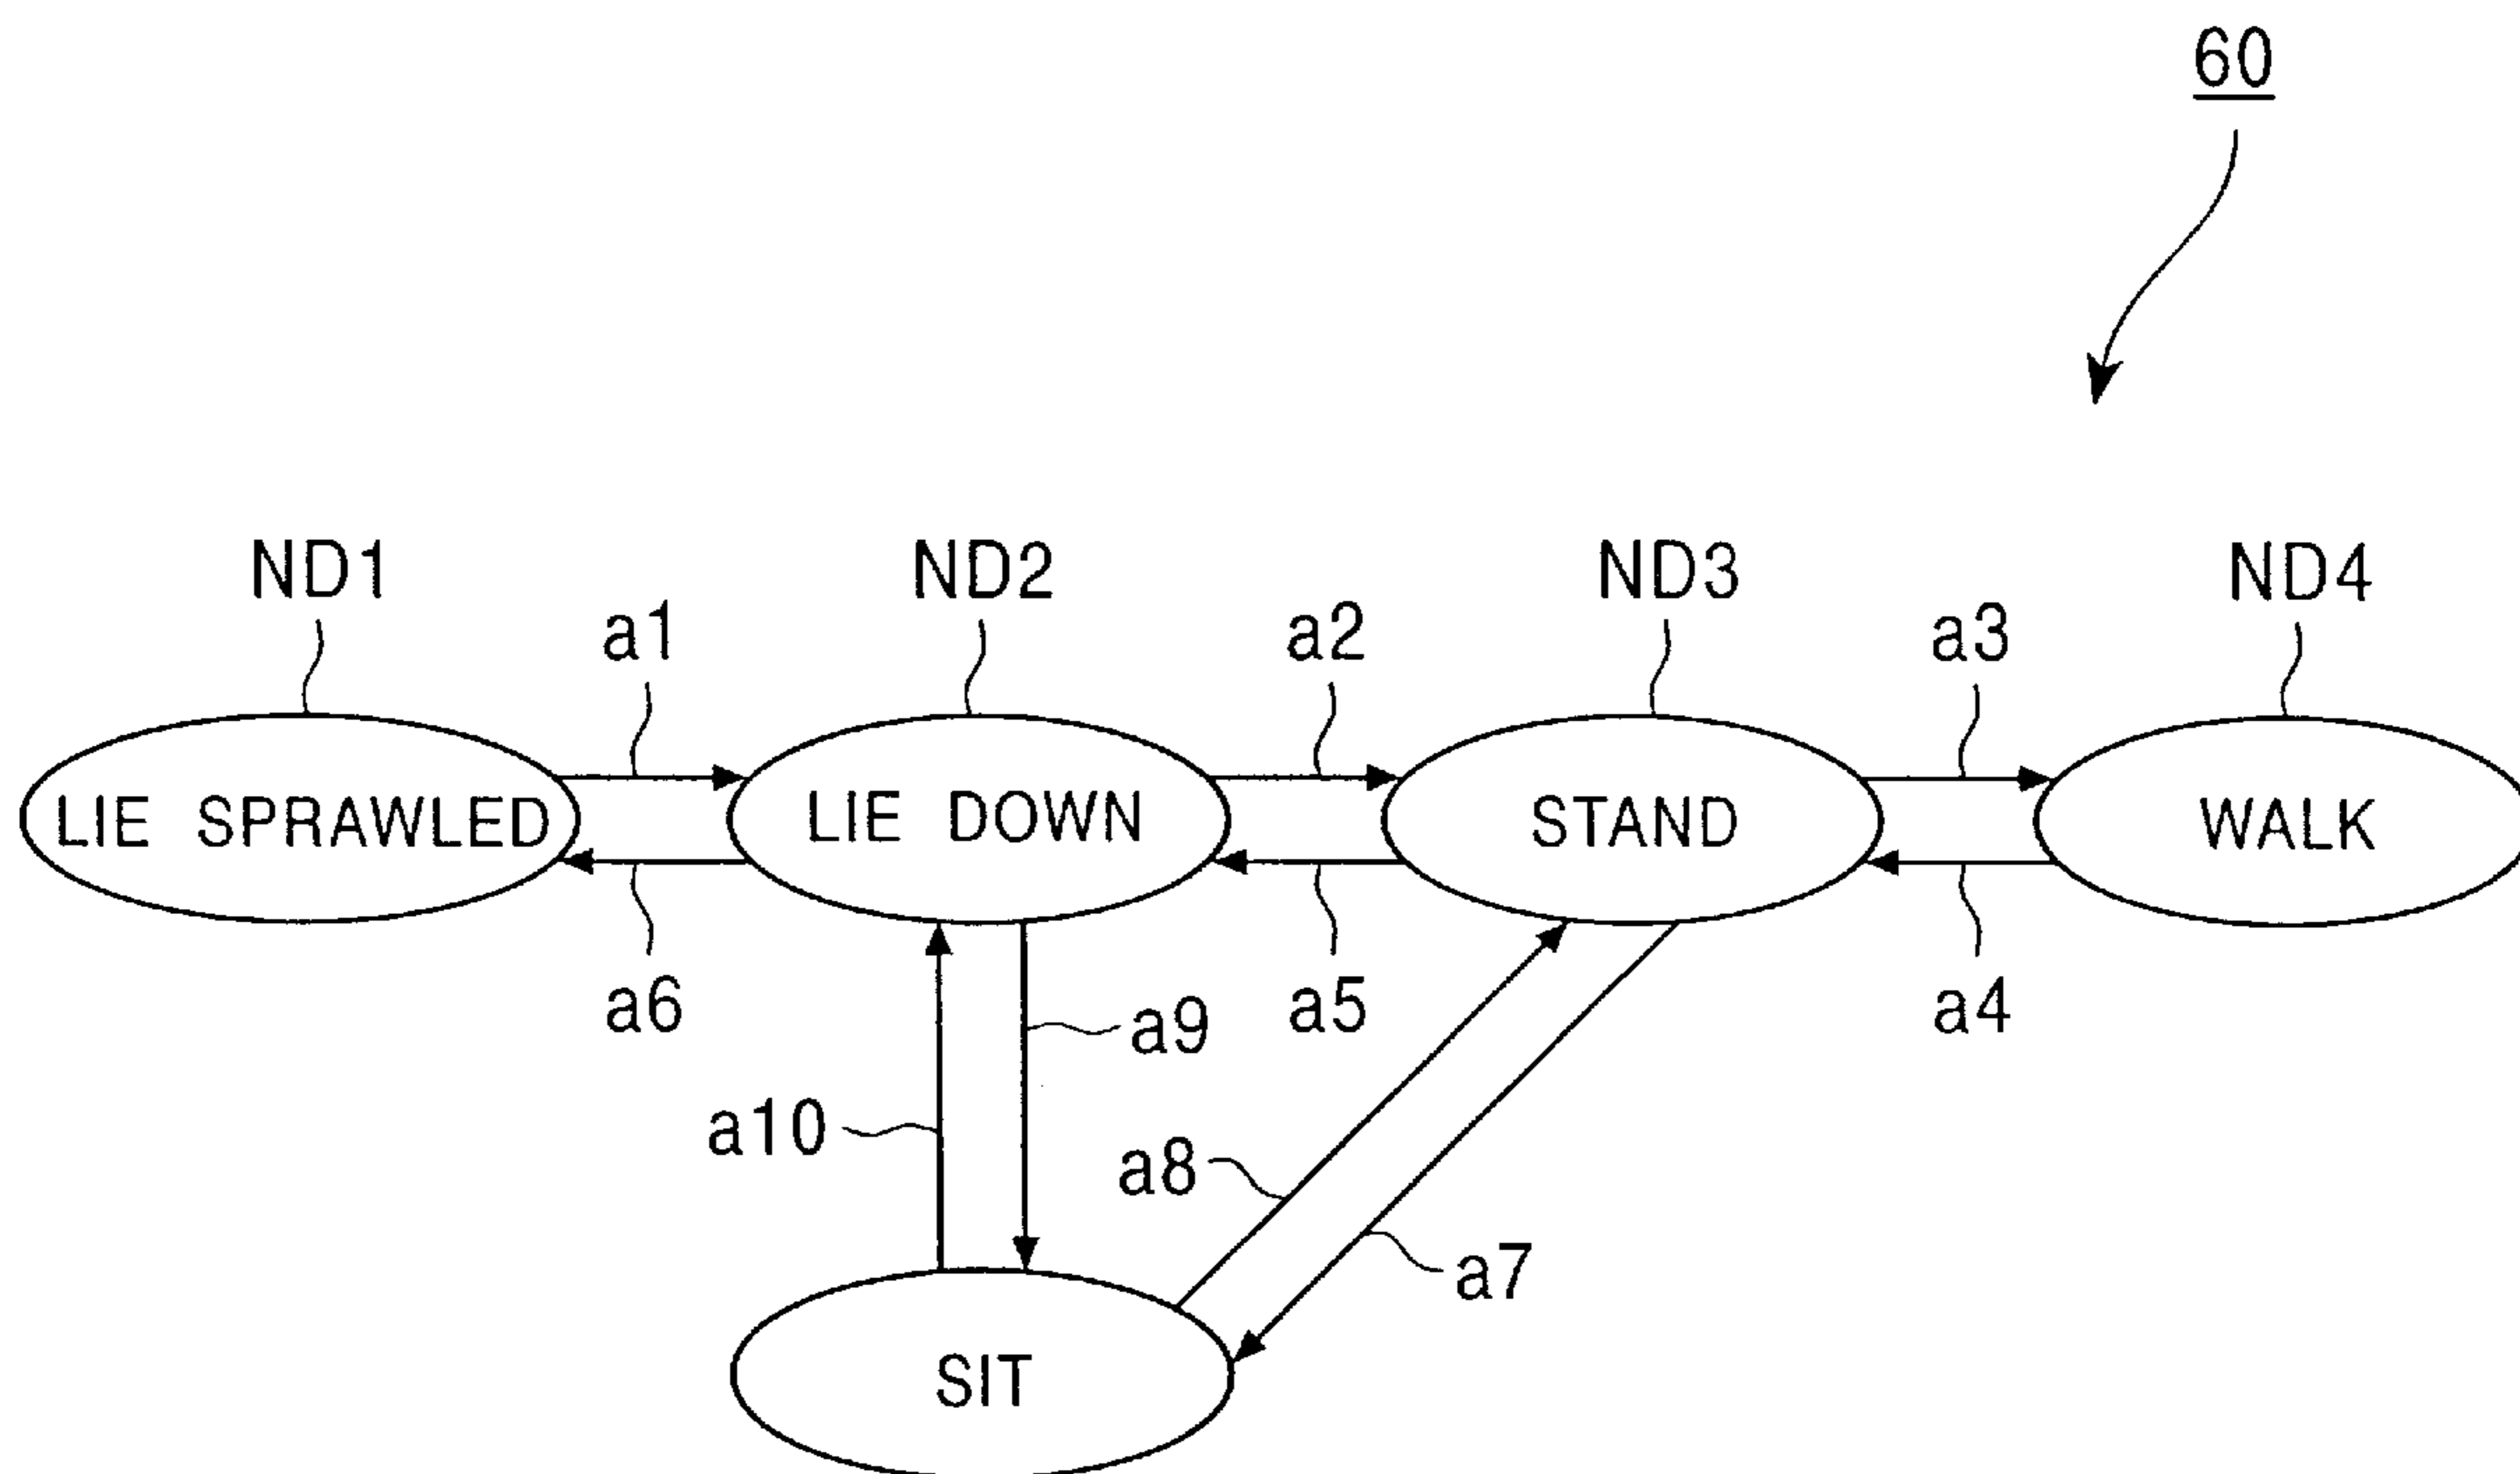 60
ND1
ND2
ND3
ND4
a1
a2
a3
LIE SPRAWLED
LIE DOWN
STAND
WALK
a6
a9
a5
a4
a10
a8
a7
SIT